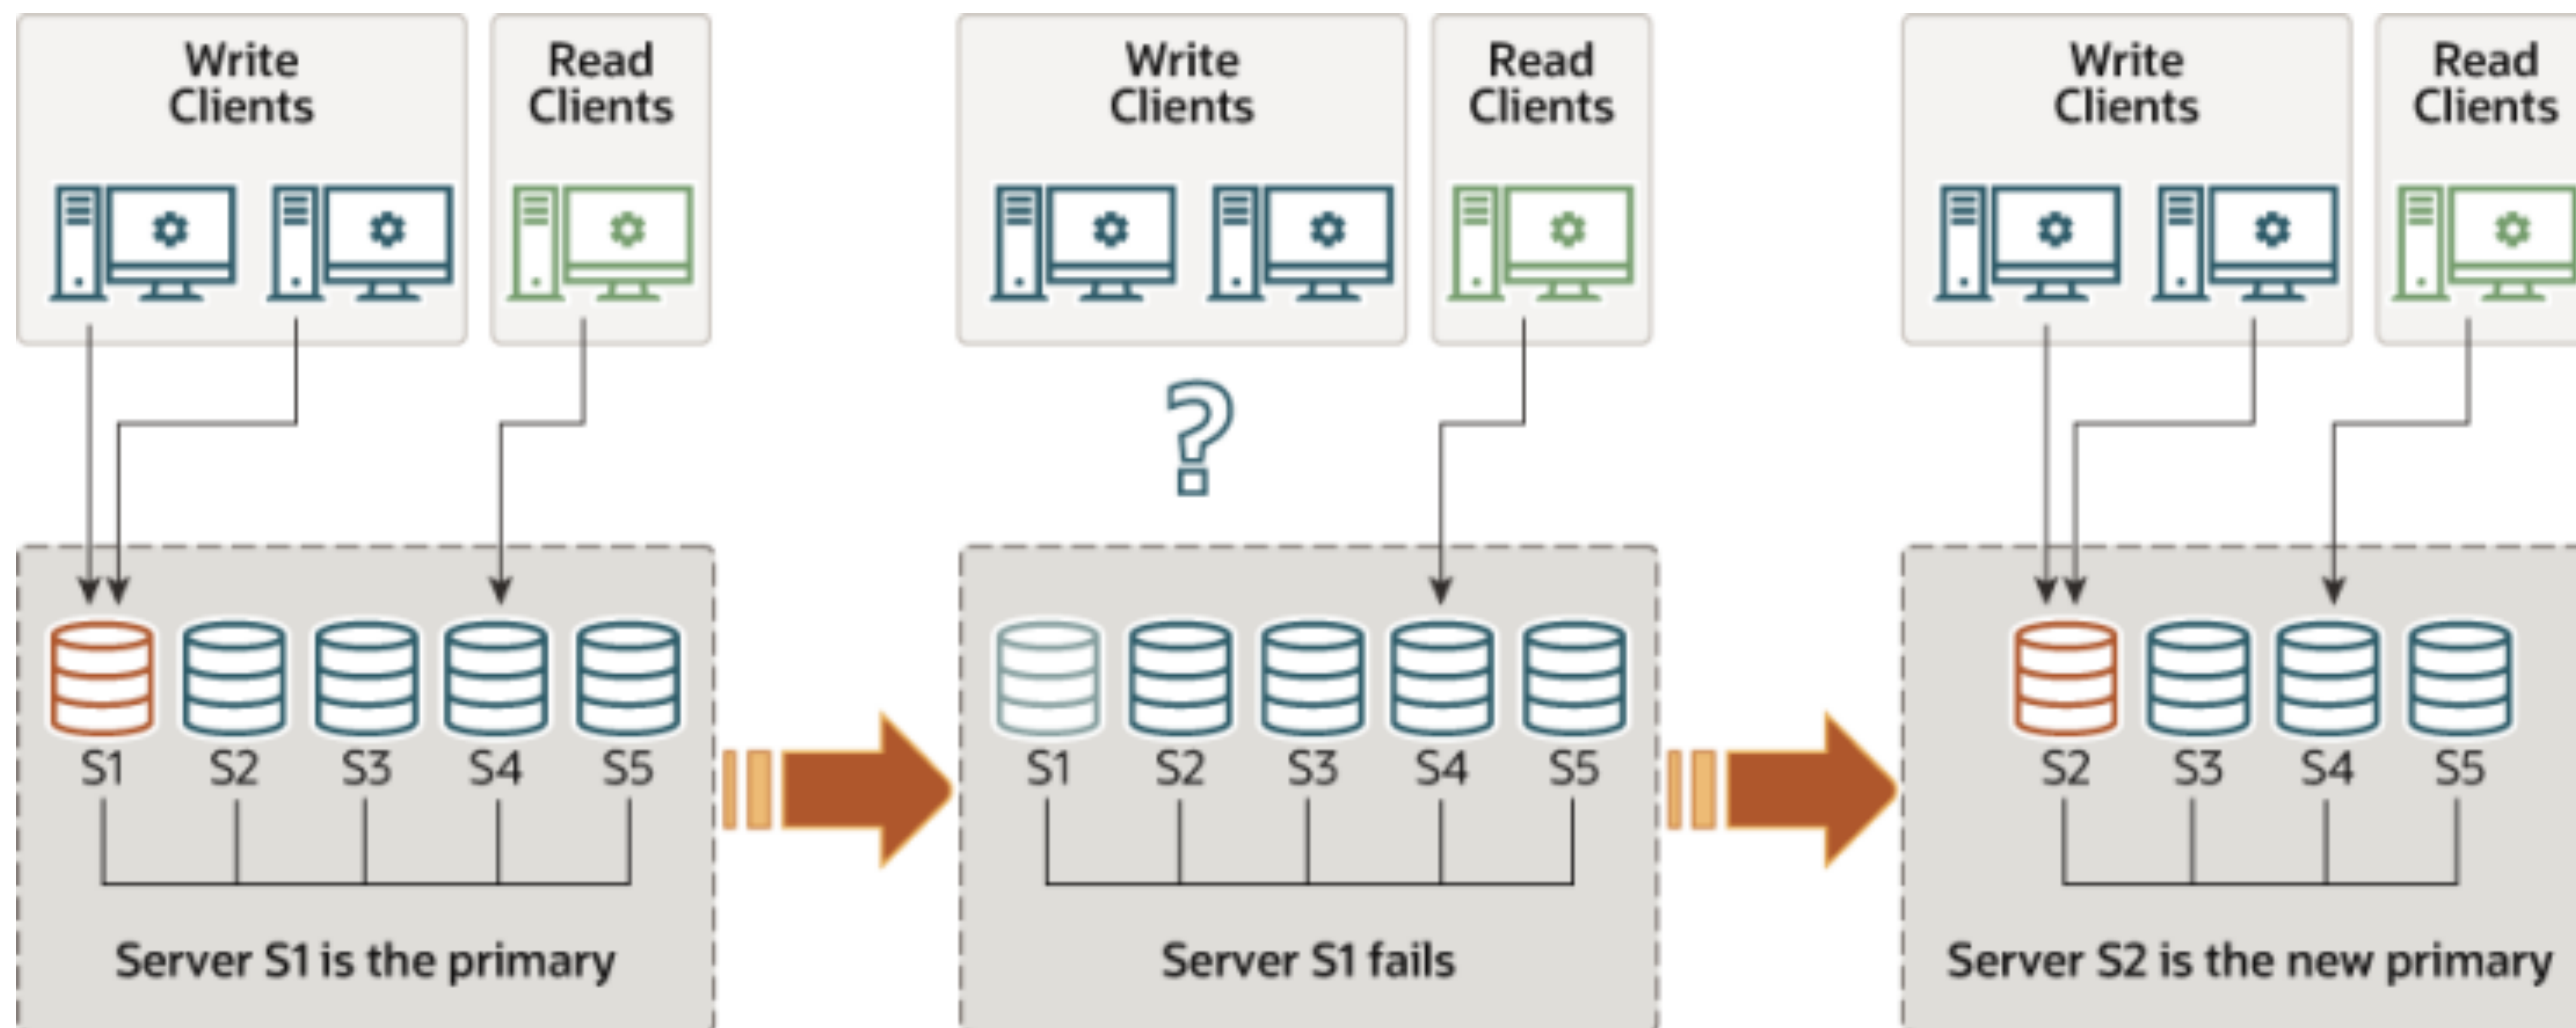 Write
Clients
Read
Clients
Write
Clients
Read
Clients
Write
Clients
Read
Clients
?
S1 S2 S3 S4 S5
S1 S2 S3 S4 S5
S2 S3 S4 S5
Server S1 is the primary
Server S1 fails
Server S2 is the new primary